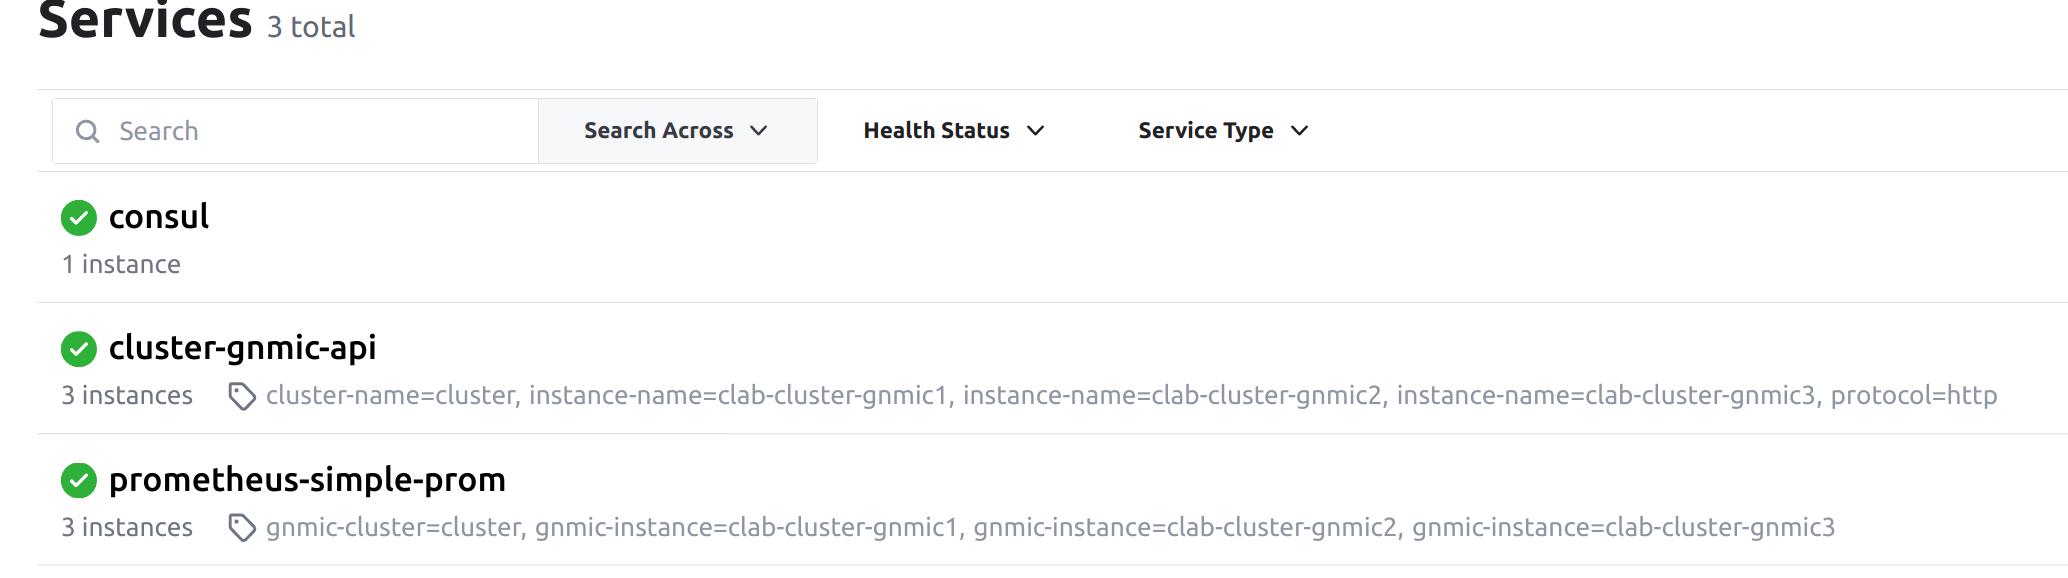 Services 3 total
Search Search Across Health Status Service Type
consul
1 instance
cluster-gnmic-api
3 instances cluster-name=cluster, instance-name=clab-cluster-gnmic1, instance-name=clab-cluster-gnmic2, instance-name=clab-cluster-gnmic3, protocol=http
prometheus-simple-prom
3 instances gnmic-cluster=cluster, gnmic-instance=clab-cluster-gnmic1, gnmic-instance=clab-cluster-gnmic2, gnmic-instance=clab-cluster-gnmic3